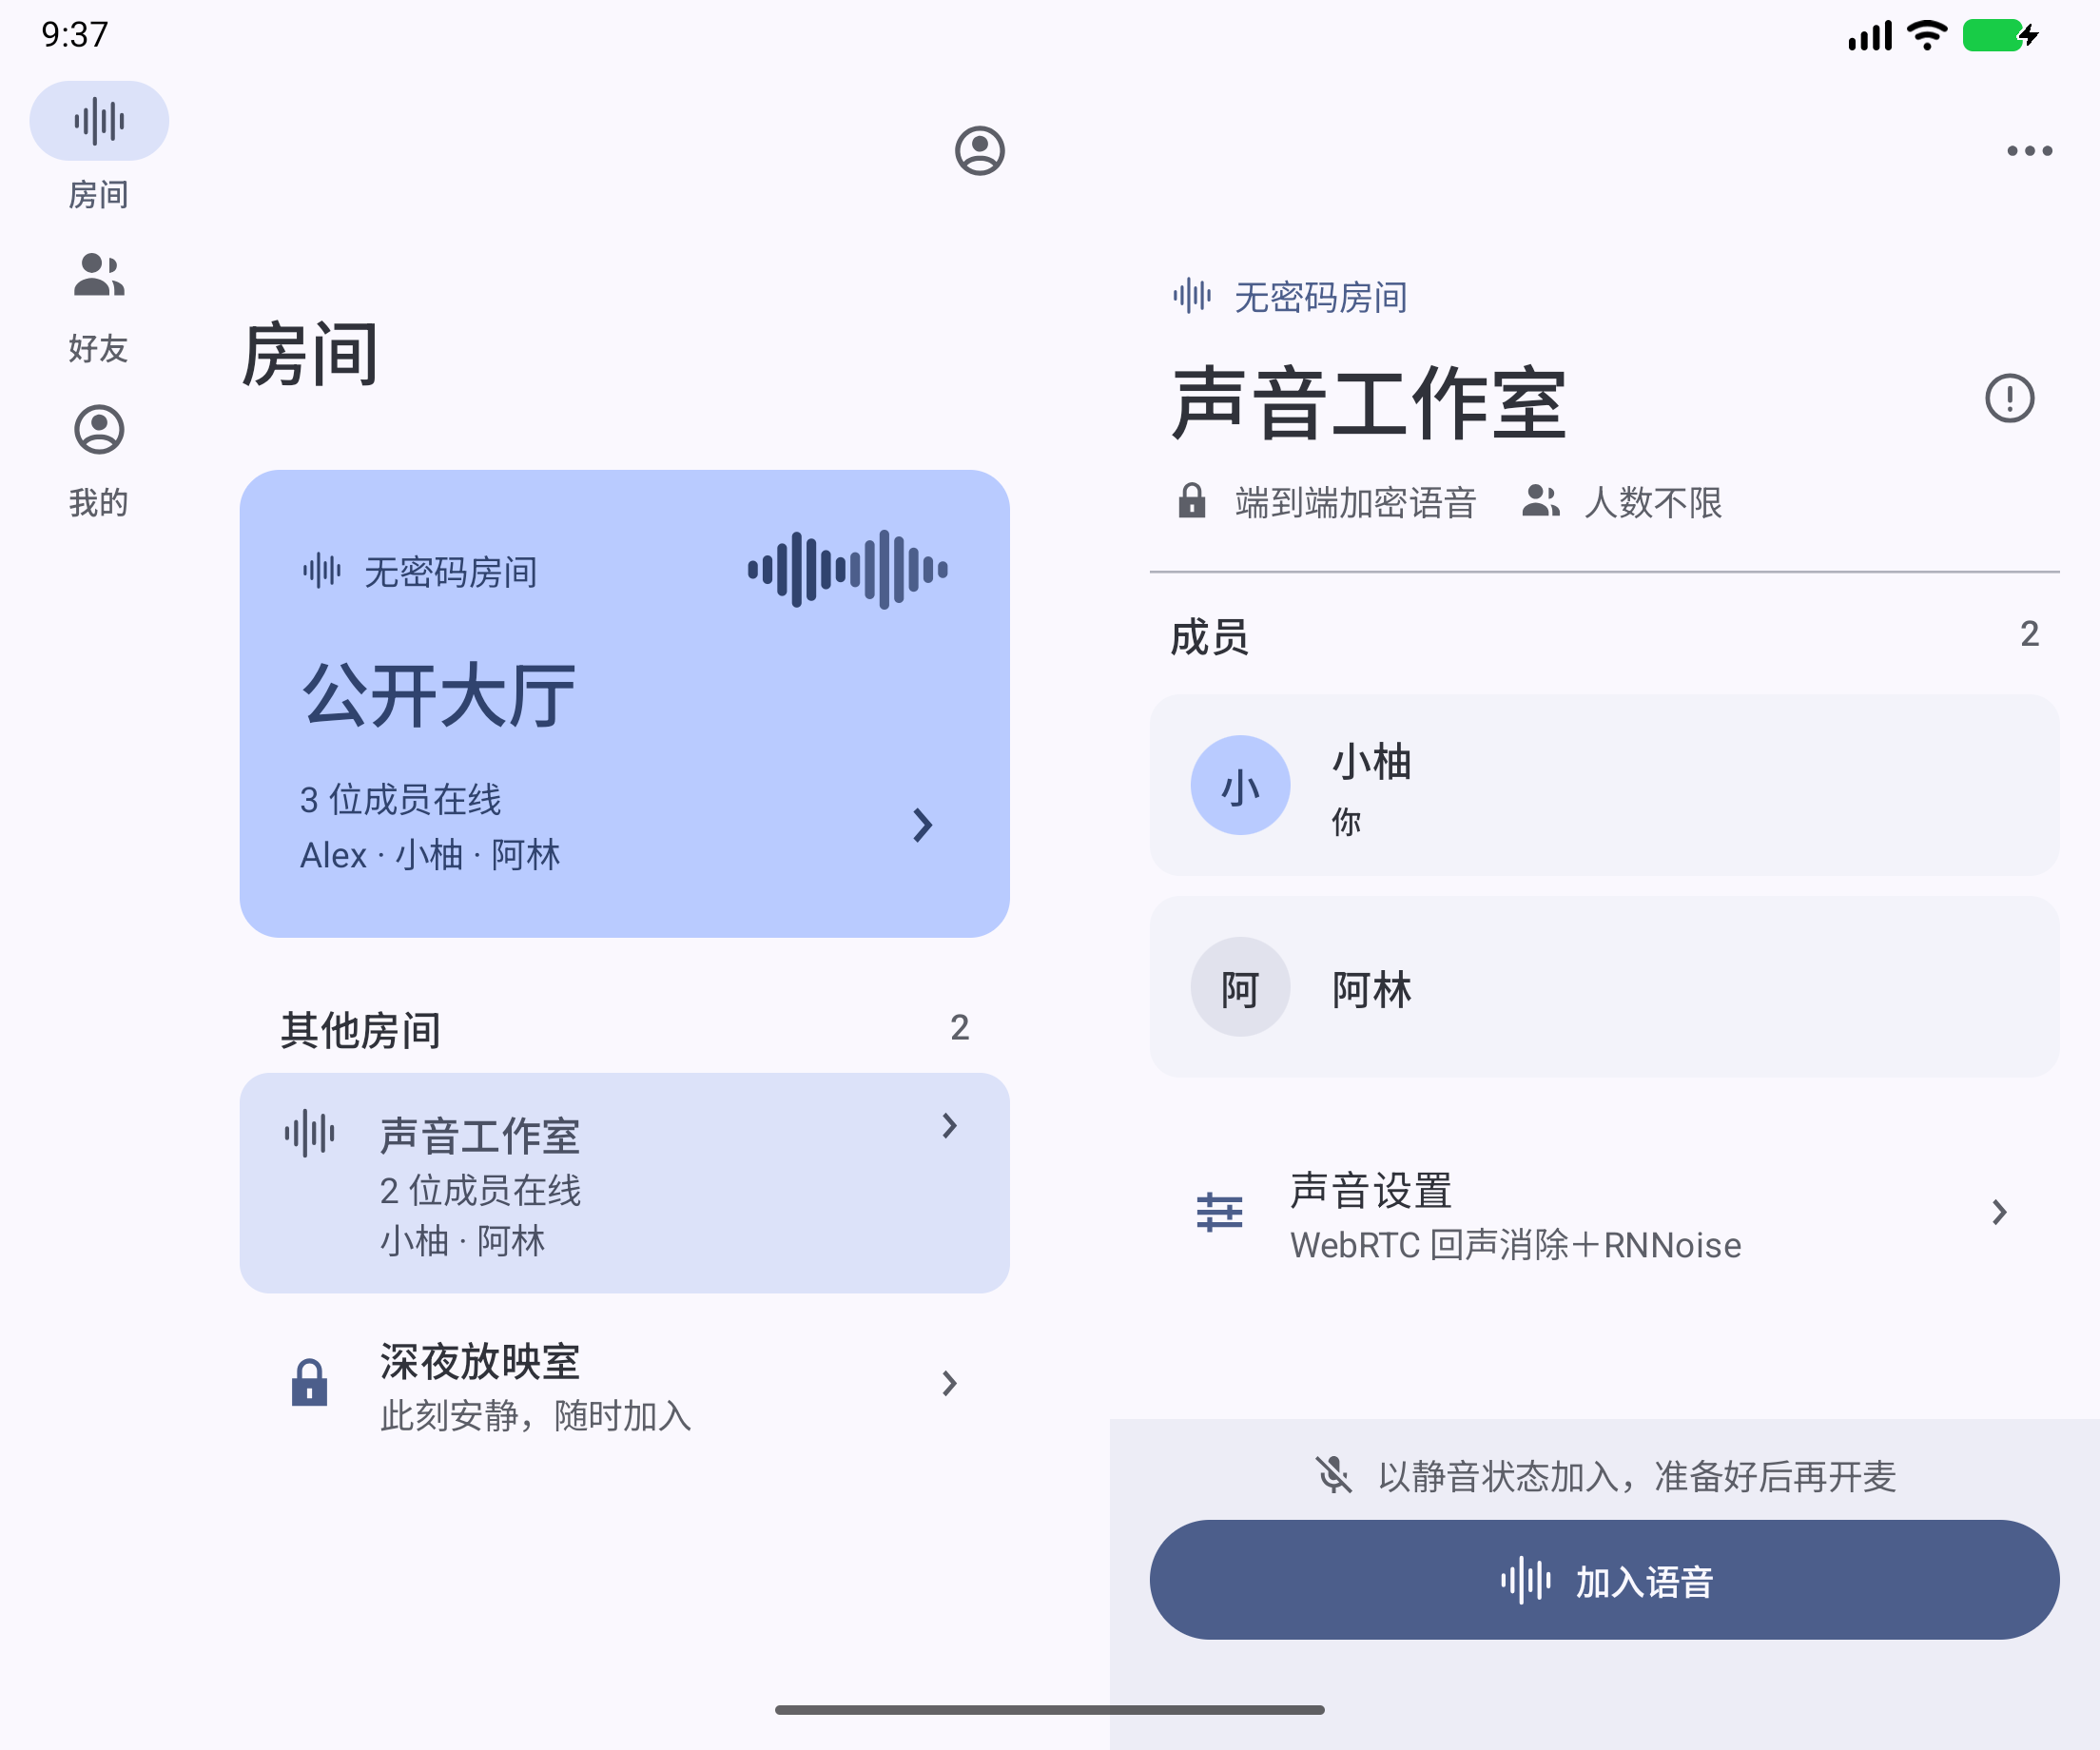 9:37
房间
好友
我的
房间
无密码房间
公开大厅
3 位成员在线
Alex · 小柚 · 阿林
其他房间
2
声音工作室
2 位成员在线
小柚 · 阿林
深夜放映室
此刻安静，随时加入
无密码房间
声音工作室
端到端加密语音
人数不限
成员
2
小
小柚
你
阿
阿林
声音设置
WebRTC 回声消除＋RNNoise
以静音状态加入，准备好后再开麦
加入语音